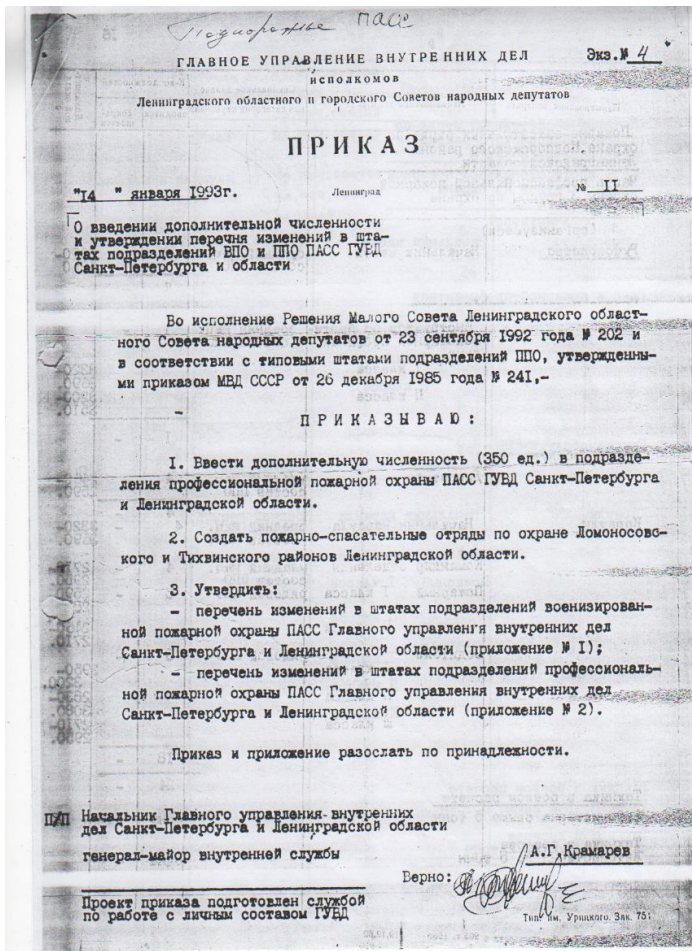 Подпорожье ПАСС
ГЛАВНОЕ УПРАВЛЕНИЕ ВНУТРЕННИХ ДЕЛ Экз.№ 4
исполкомов
Ленинградского областного и городского Советов народных депутатов
ПРИКАЗ
"14 " января 1993г. Ленинград № II
О введении дополнительной численности
и утверждении перечня изменений в шта-
тах подразделений ВПО и ППО ПАСС ГУВД
Санкт-Петербурга и области
Во исполнение Решения Малого Совета Ленинградского област-
ного Совета народных депутатов от 23 сентября 1992 года № 202 и
в соответствии с типовыми штатами подразделений ППО, утвержденны-
ми приказом МВД СССР от 26 декабря 1985 года № 241,-
ПРИКАЗЫВАЮ:
I. Ввести дополнительную численность (350 ед.) в подразде-
ления профессиональной пожарной охраны ПАСС ГУВД Санкт-Петербурга
и Ленинградской области.
2. Создать пожарно-спасательные отряды по охране Ломоносовс-
кого и Тихвинского районов Ленинградской области.
3. Утвердить:
- перечень изменений в штатах подразделений военизирован-
ной пожарной охраны ПАСС Главного управления внутренних дел
Санкт-Петербурга и Ленинградской области (приложение № I);
- перечень изменений в штатах подразделений профессиональ-
ной пожарной охраны ПАСС Главного управления внутренних дел
Санкт-Петербурга и Ленинградской области (приложение № 2).
Приказ и приложение разослать по принадлежности.
П/П Начальник Главного управления внутренних
дел Санкт-Петербурга и Ленинградской области
генерал-майор внутренней службы А.Г.Крамарев
Верно:
Проект приказа подготовлен службой
по работе с личным составом ГУВД
Тип. им. Урицкого. Зак. 751